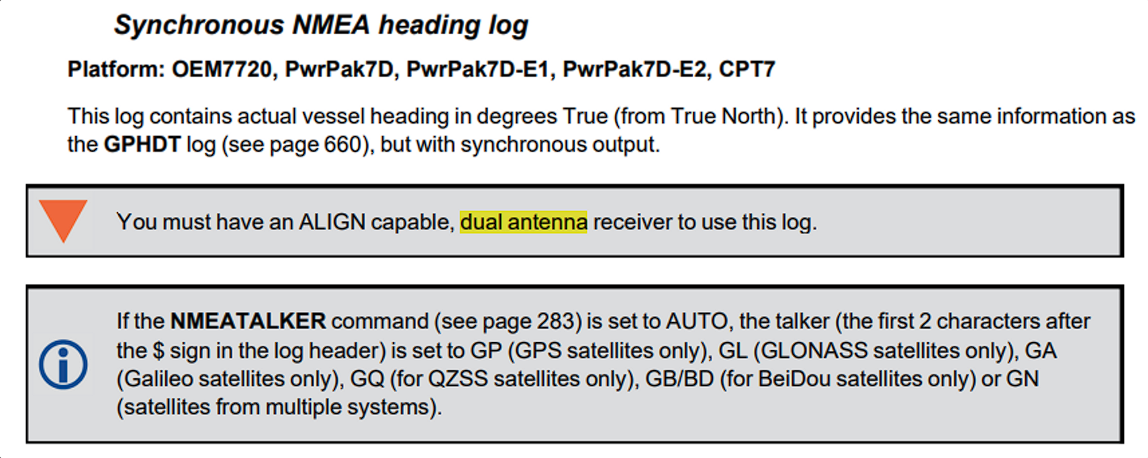 Synchronous NMEA heading log
Platform: OEM7720, PwrPak7D, PwrPak7D-E1, PwrPak7D-E2, CPT7
This log contains actual vessel heading in degrees True (from True North). It provides the same information as
the GPHDT log (see page 660), but with synchronous output.
You must have an ALIGN capable, dual antenna receiver to use this log.
If the NMEATALKER command (see page 283) is set to AUTO, the talker (the first 2 characters after
the $ sign in the log header) is set to GP (GPS satellites only), GL (GLONASS satellites only), GA
(Galileo satellites only), GQ (for QZSS satellites only), GB/BD (for BeiDou satellites only) or GN
(satellites from multiple systems).